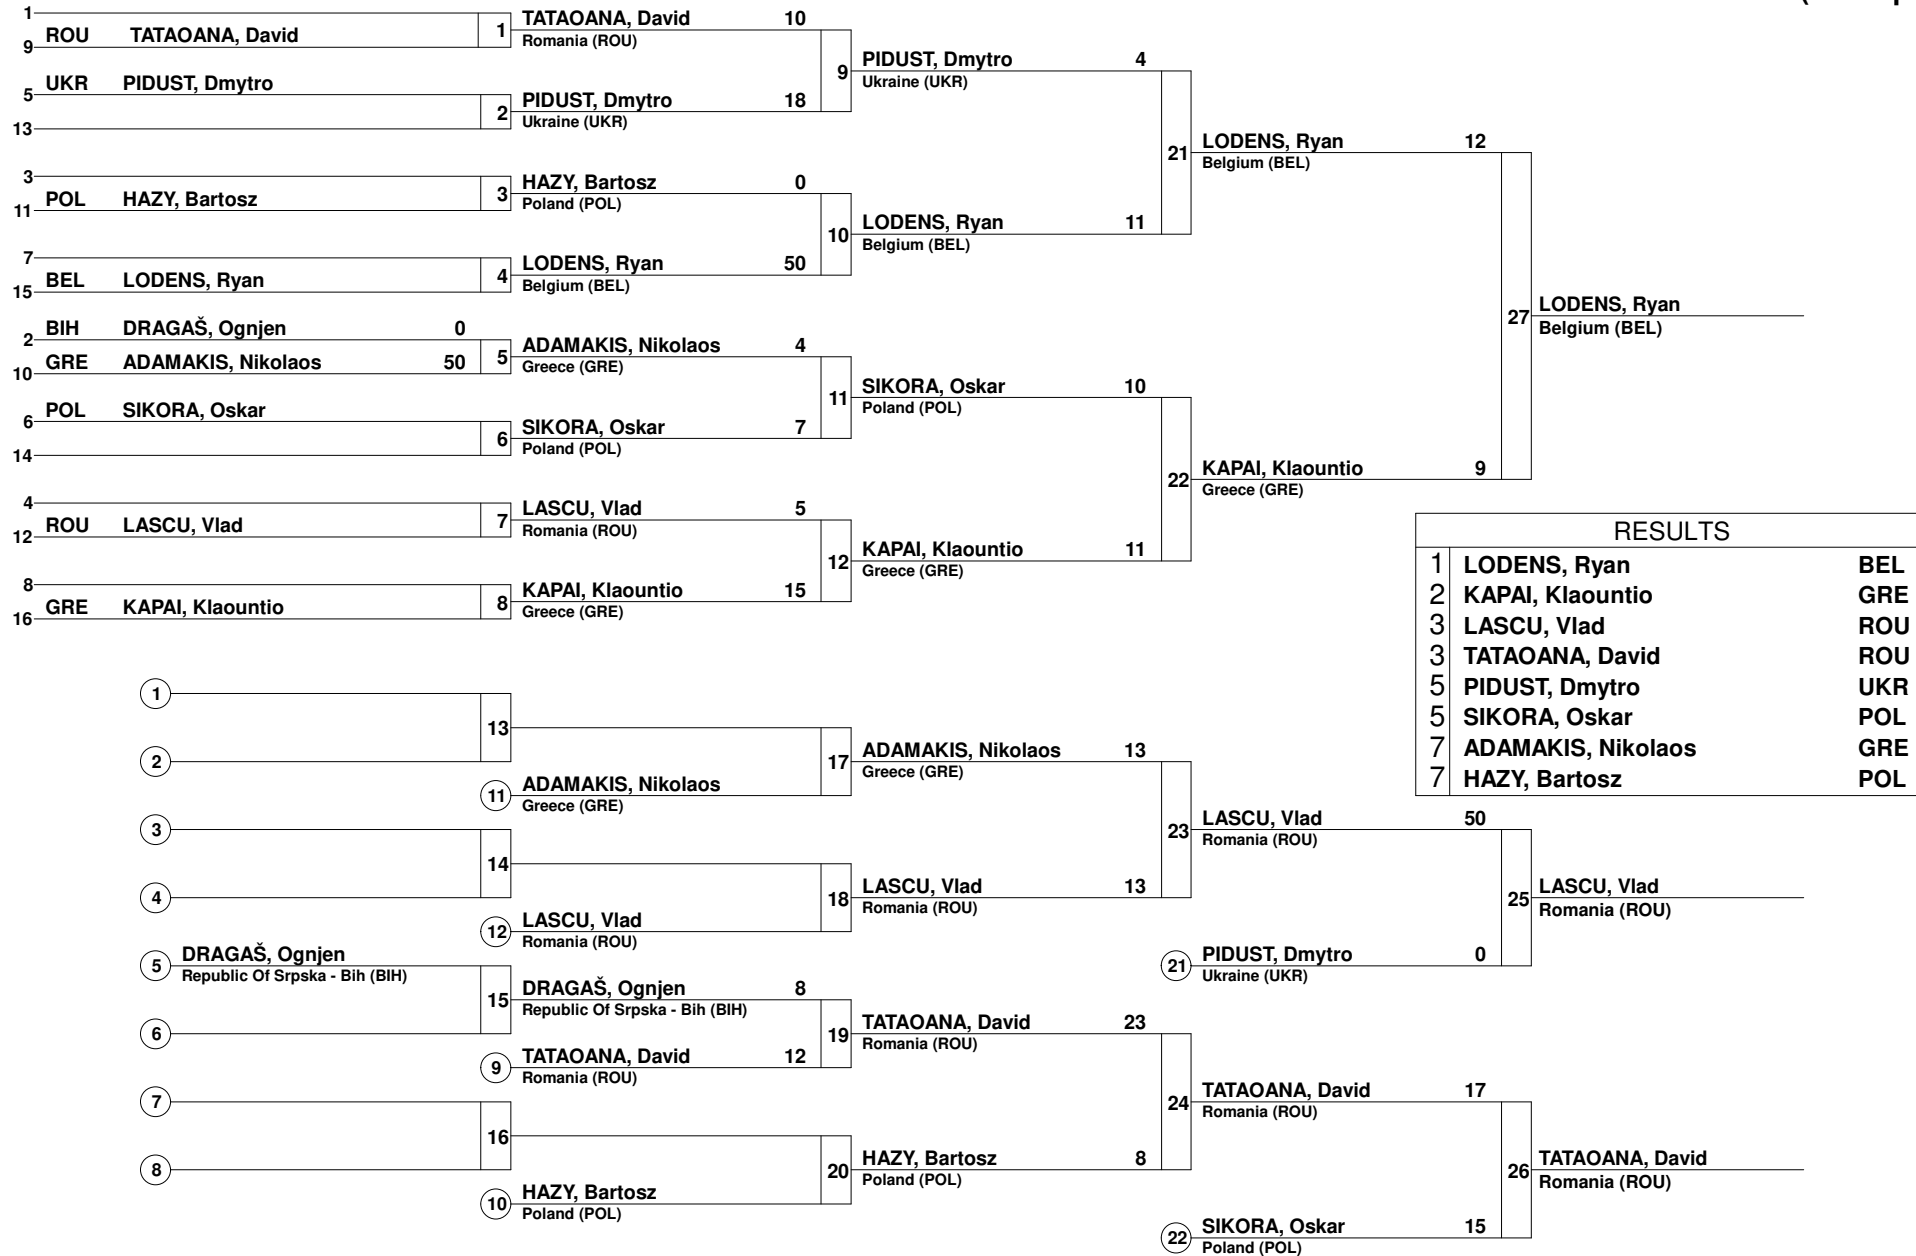 1
ROU TATAOANA, David
9
1
TATAOANA, David 10
Romania (ROU)
UKR PIDUST, Dmytro
5
13
2
PIDUST, Dmytro 18
Ukraine (UKR)
9
PIDUST, Dmytro 4
Ukraine (UKR)
3
POL HAZY, Bartosz
11
3
HAZY, Bartosz 0
Poland (POL)
7
BEL LODENS, Ryan
15
4
LODENS, Ryan 50
Belgium (BEL)
10
LODENS, Ryan 11
Belgium (BEL)
21
LODENS, Ryan 12
Belgium (BEL)
BIH DRAGAŠ, Ognjen 0
2
GRE ADAMAKIS, Nikolaos 50
10
5
ADAMAKIS, Nikolaos 4
Greece (GRE)
POL SIKORA, Oskar
6
14
6
SIKORA, Oskar 7
Poland (POL)
11
SIKORA, Oskar 10
Poland (POL)
4
ROU LASCU, Vlad
12
7
LASCU, Vlad 5
Romania (ROU)
8
GRE KAPAI, Klaountio
16
8
KAPAI, Klaountio 15
Greece (GRE)
12
KAPAI, Klaountio 11
Greece (GRE)
22
KAPAI, Klaountio 9
Greece (GRE)
27
LODENS, Ryan
Belgium (BEL)
RESULTS
1 LODENS, Ryan BEL
2 KAPAI, Klaountio GRE
3 LASCU, Vlad ROU
3 TATAOANA, David ROU
5 PIDUST, Dmytro UKR
5 SIKORA, Oskar POL
7 ADAMAKIS, Nikolaos GRE
7 HAZY, Bartosz POL
1
2
13
11 ADAMAKIS, Nikolaos
Greece (GRE)
17
ADAMAKIS, Nikolaos 13
Greece (GRE)
3
4
14
12 LASCU, Vlad
Romania (ROU)
18
LASCU, Vlad 13
Romania (ROU)
23
LASCU, Vlad 50
Romania (ROU)
21 PIDUST, Dmytro 0
Ukraine (UKR)
25
LASCU, Vlad
Romania (ROU)
5 DRAGAŠ, Ognjen
Republic Of Srpska - Bih (BIH)
6
15
DRAGAŠ, Ognjen 8
Republic Of Srpska - Bih (BIH)
9 TATAOANA, David 12
Romania (ROU)
19
TATAOANA, David 23
Romania (ROU)
7
8
16
10 HAZY, Bartosz
Poland (POL)
20
HAZY, Bartosz 8
Poland (POL)
24
TATAOANA, David 17
Romania (ROU)
22 SIKORA, Oskar 15
Poland (POL)
26
TATAOANA, David
Romania (ROU)